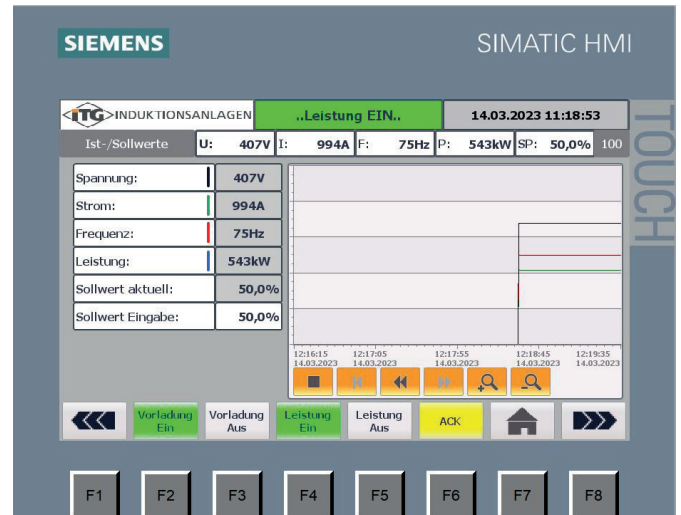 SIEMENS
SIMATIC HMI
TOUCH
<iTG>INDUKTIONSANLAGEN
..Leistung EIN..
14.03.2023 11:18:53
Ist-/Sollwerte
U: 407V
I: 994A
F: 75Hz
P: 543kW
SP: 50,0%
100
Spannung: 407V
Strom: 994A
Frequenz: 75Hz
Leistung: 543kW
Sollwert aktuell: 50,0%
Sollwert Eingabe: 50,0%
12:16:15
14.03.2023
12:17:05
14.03.2023
12:17:55
14.03.2023
12:18:45
14.03.2023
12:19:35
14.03.2023
Vorladung
Ein
Vorladung
Aus
Leistung
Ein
Leistung
Aus
ACK
F1
F2
F3
F4
F5
F6
F7
F8